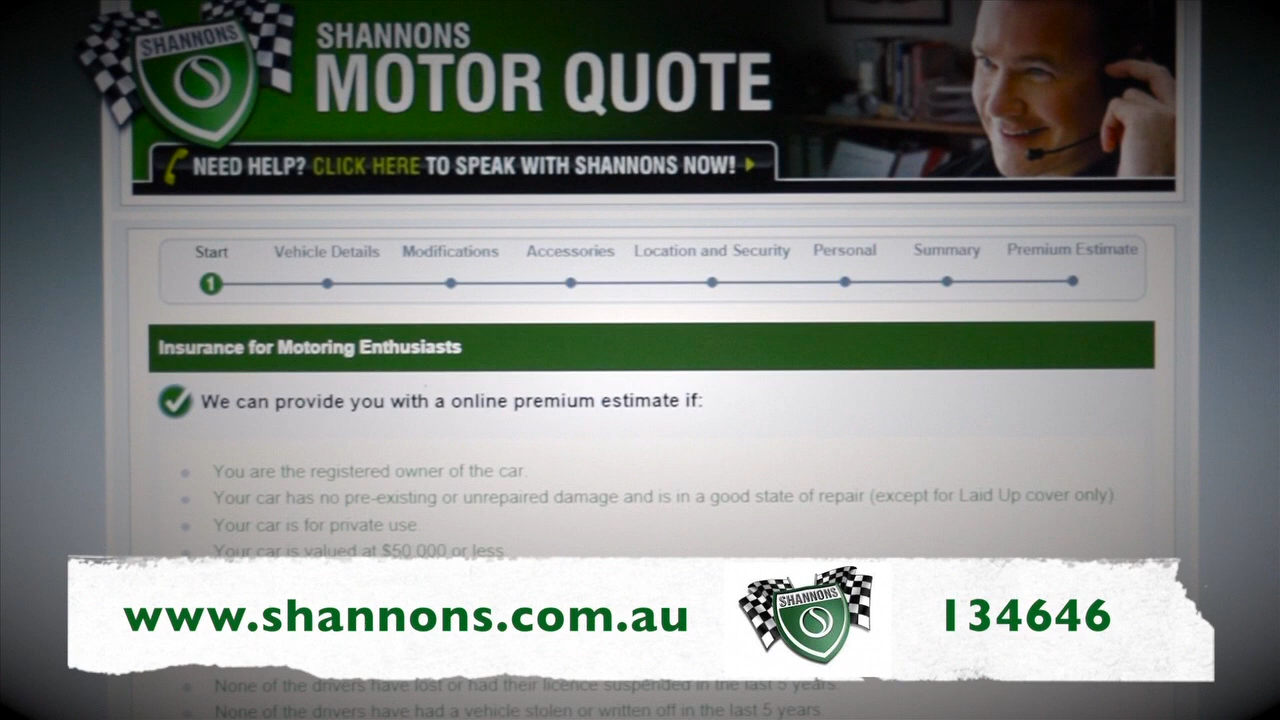 SHANNONS
SHANNONS
MOTOR QUOTE
NEED HELP? CLICK HERE TO SPEAK WITH SHANNONS NOW!
Start Vehicle Details Modifications Accessories Location and Security Personal Summary Premium Estimate
1
Insurance for Motoring Enthusiasts
We can provide you with a online premium estimate if:
You are the registered owner of the car.
Your car has no pre-existing or unrepaired damage and is in a good state of repair (except for Laid Up cover only).
Your car is for private use.
Your car is valued at $50,000 or less.
www.shannons.com.au SHANNONS 134646
None of the drivers have lost or had their licence suspended in the last 5 years.
None of the drivers have had a vehicle stolen or written off in the last 5 years.